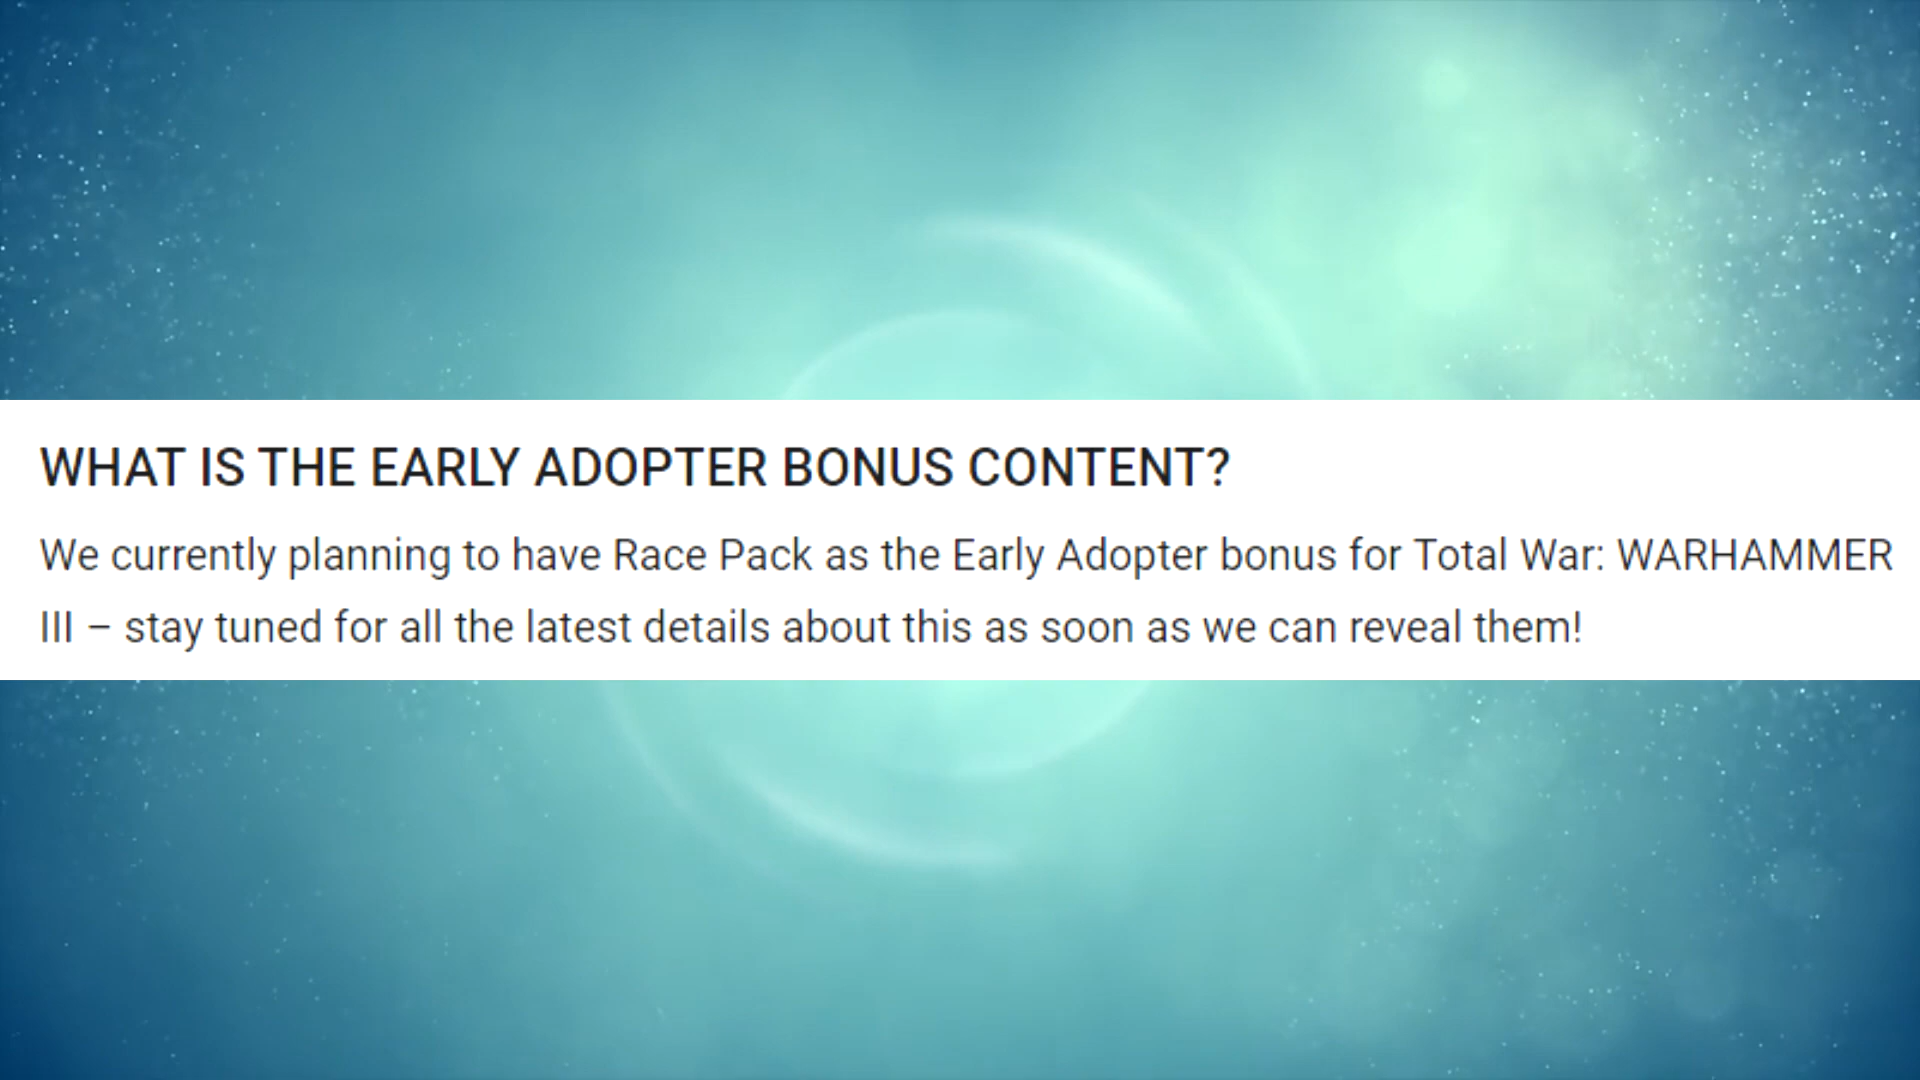 WHAT IS THE EARLY ADOPTER BONUS CONTENT?
We currently planning to have Race Pack as the Early Adopter bonus for Total War: WARHAMMER
III – stay tuned for all the latest details about this as soon as we can reveal them!